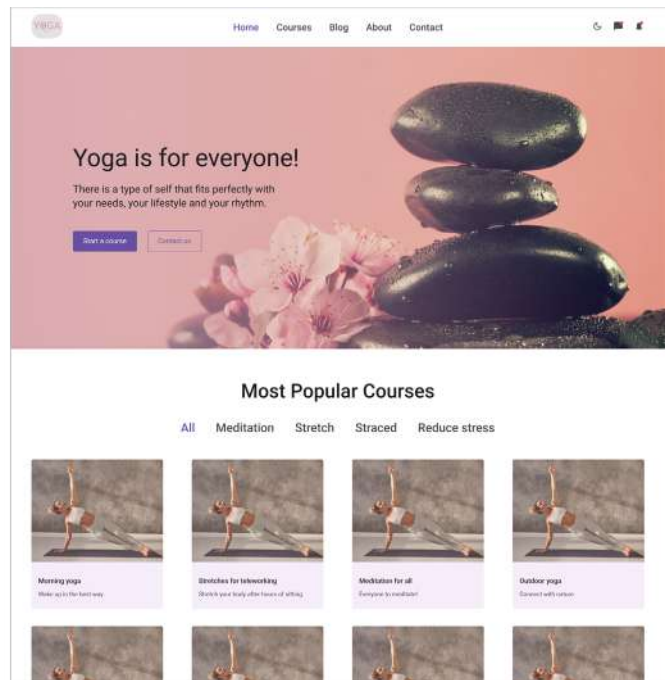 YOGA
Home Courses Blog About Contact
Yoga is for everyone!
There is a type of self that fits perfectly with
your needs, your lifestyle and your rhythm.
Start a course Contact us
Most Popular Courses
All Meditation Stretch Straced Reduce stress
Morning yoga Stretches for teleworking Meditation for all Outdoor yoga
Wake up in the best way Stretch your body after hours of sitting Everyone to meditate! Connect with nature